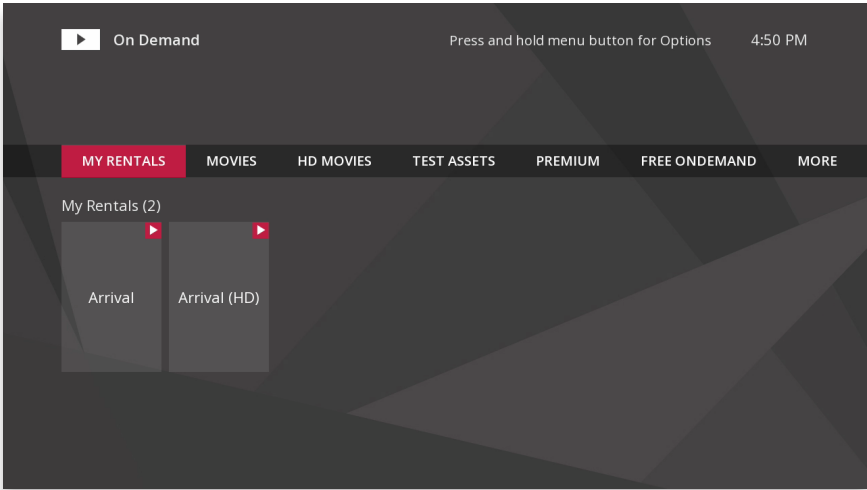 On Demand
Press and hold menu button for Options
4:50 PM
MY RENTALS MOVIES HD MOVIES TEST ASSETS PREMIUM FREE ONDEMAND MORE
My Rentals (2)
Arrival
Arrival (HD)